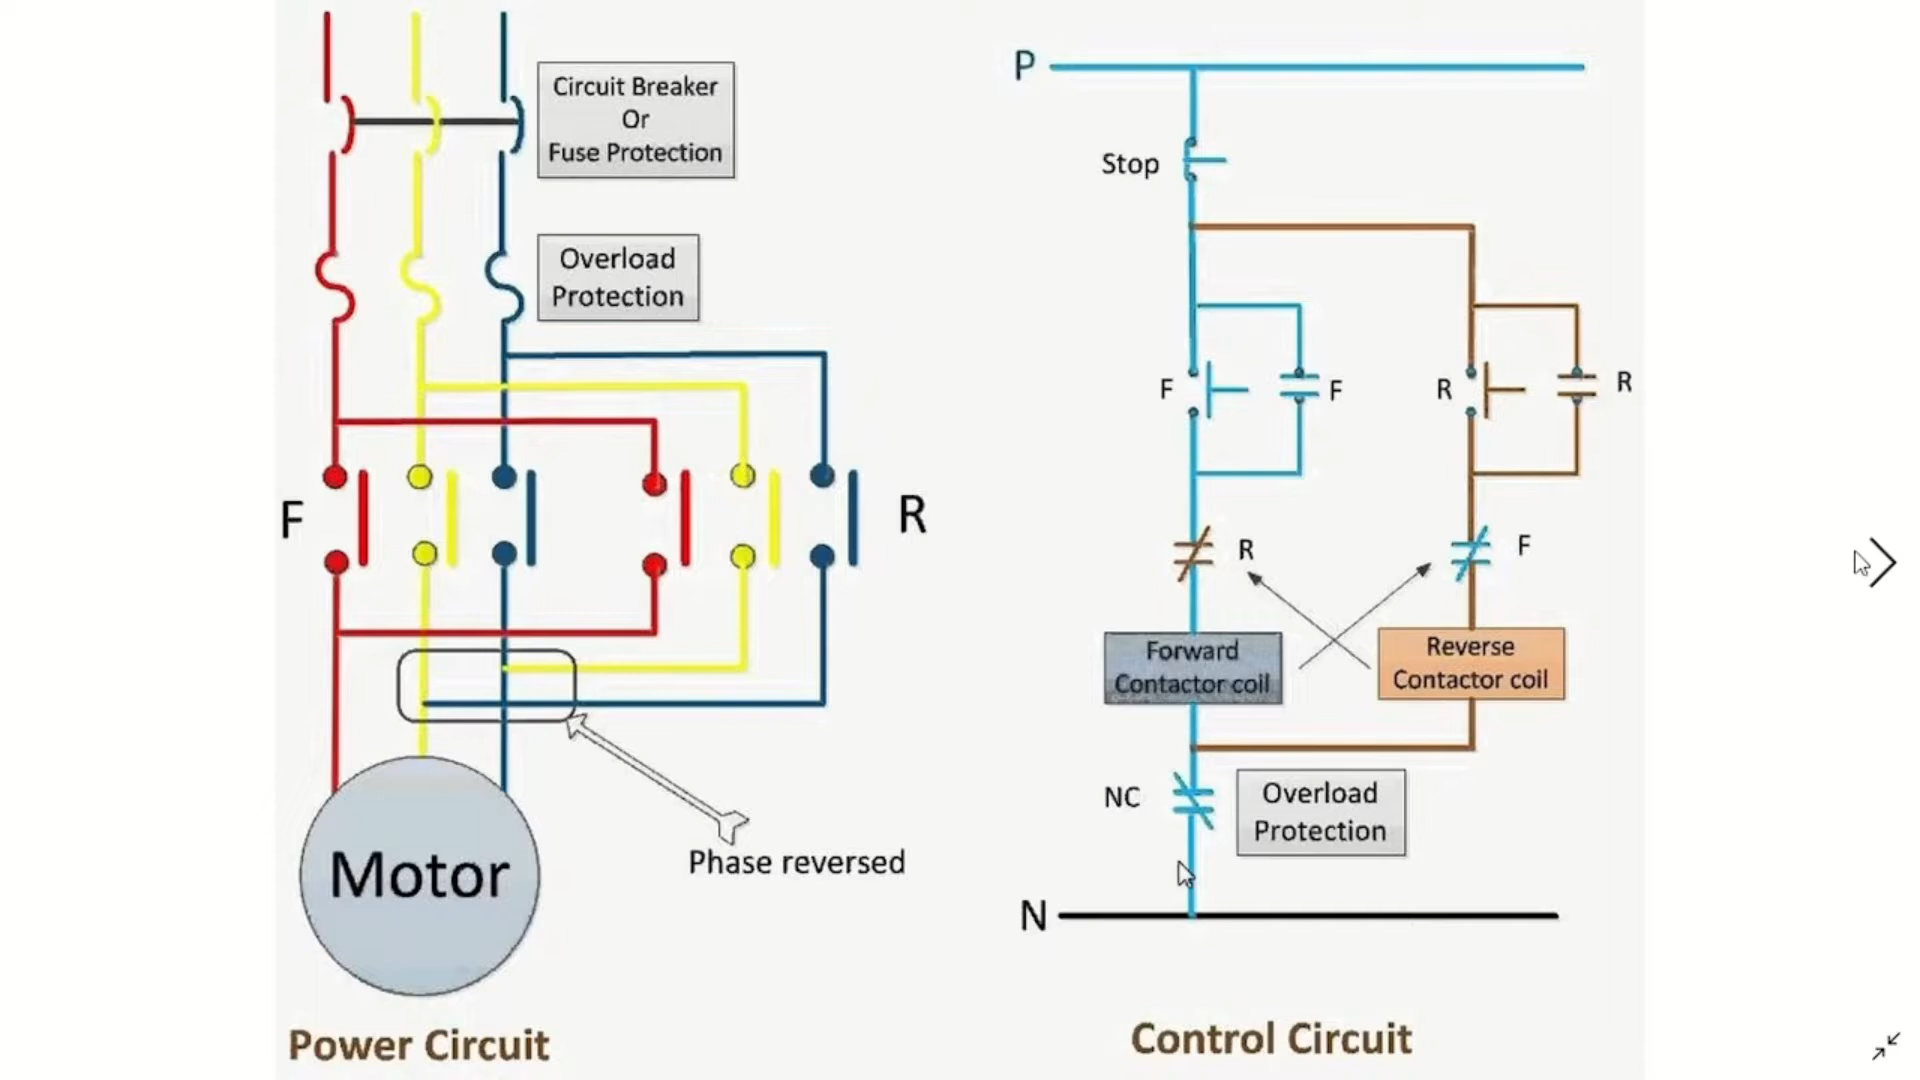 Circuit Breaker
Or
Fuse Protection
Overload
Protection
F
R
Phase reversed
Motor
Power Circuit
P
Stop
F
F
R
R
R
F
Forward
Contactor coil
Reverse
Contactor coil
NC
Overload
Protection
N
Control Circuit